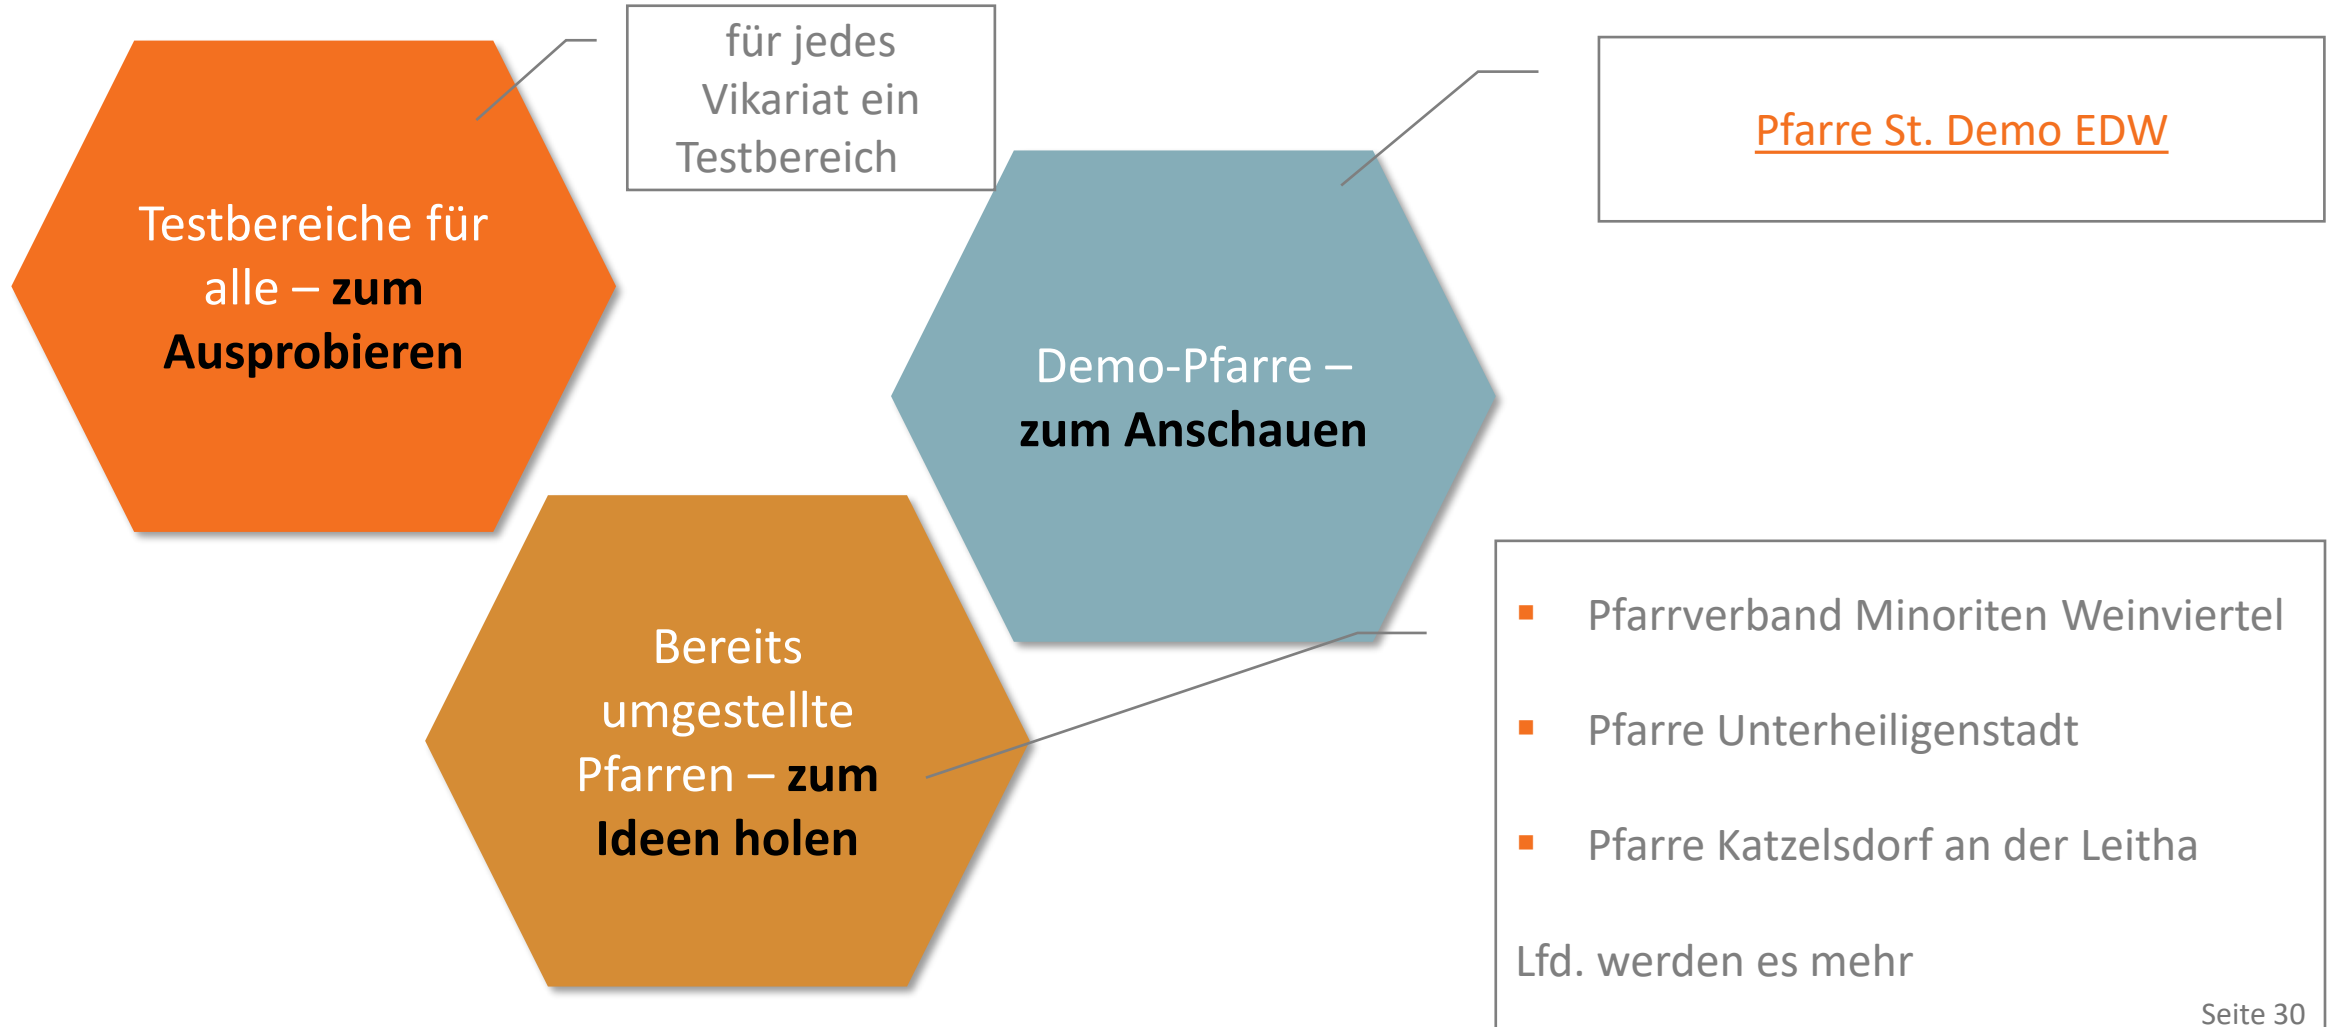 für jedes
Vikariat ein
Testbereich
Pfarre St. Demo EDW
Testbereiche für
alle – zum
Ausprobieren
Demo-Pfarre –
zum Anschauen
Bereits
umgestellte
Pfarren – zum
Ideen holen
▪ Pfarrverband Minoriten Weinviertel
▪ Pfarre Unterheiligenstadt
▪ Pfarre Katzelsdorf an der Leitha
Lfd. werden es mehr
Seite 30